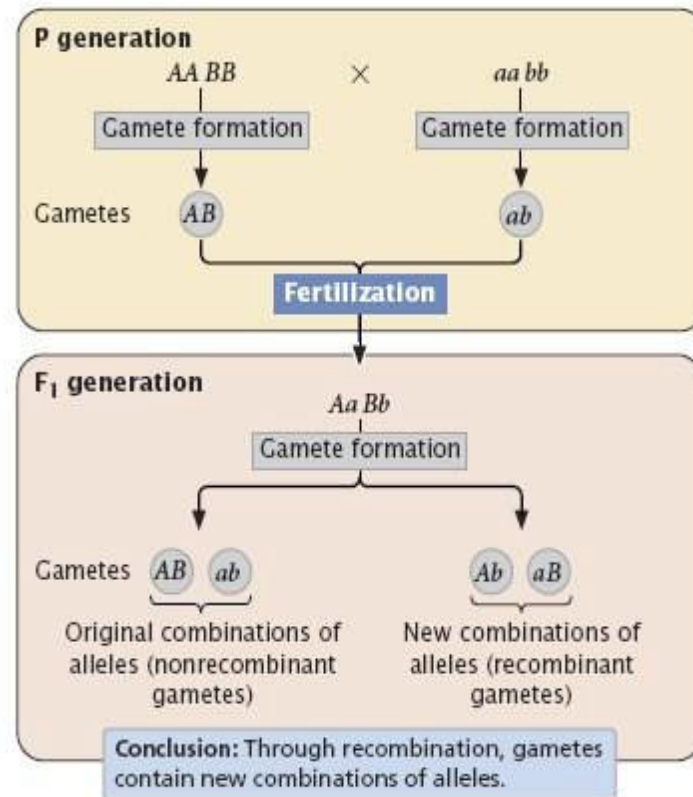 P generation
AA BB × aa bb
Gamete formation Gamete formation
Gametes AB ab
Fertilization
F₁ generation
Aa Bb
Gamete formation
Gametes AB ab Ab aB
Original combinations of
alleles (nonrecombinant
gametes)
New combinations of
alleles (recombinant
gametes)
Conclusion: Through recombination, gametes
contain new combinations of alleles.